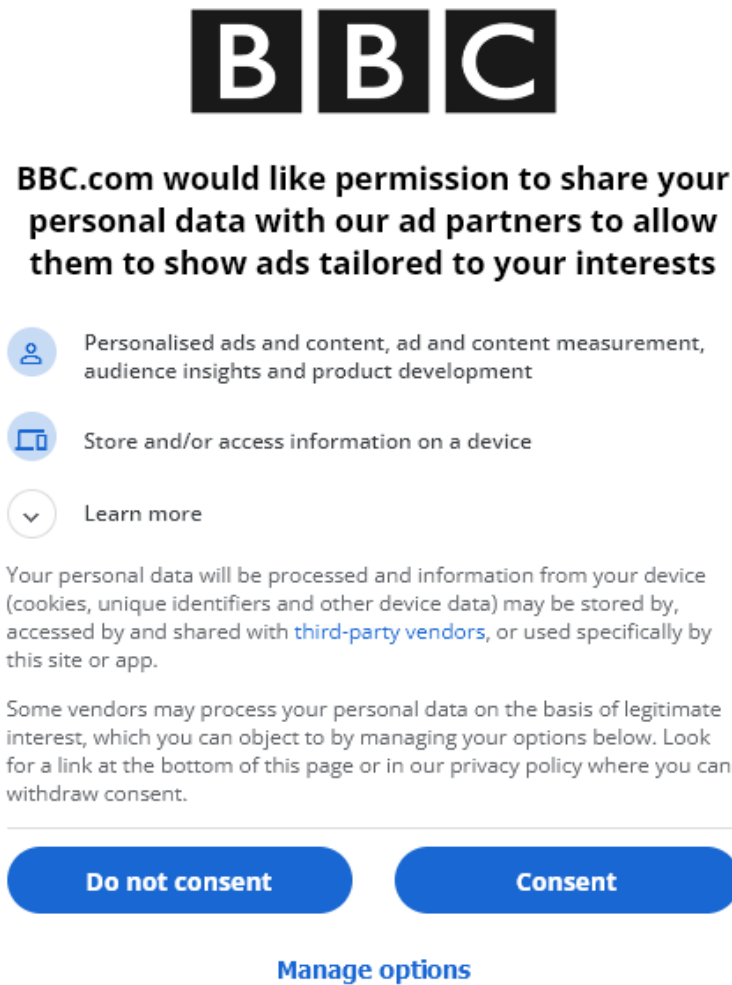 BBC
BBC.com would like permission to share your
personal data with our ad partners to allow
them to show ads tailored to your interests
Personalised ads and content, ad and content measurement,
audience insights and product development
Store and/or access information on a device
Learn more
Your personal data will be processed and information from your device
(cookies, unique identifiers and other device data) may be stored by,
accessed by and shared with third-party vendors, or used specifically by
this site or app.
Some vendors may process your personal data on the basis of legitimate
interest, which you can object to by managing your options below. Look
for a link at the bottom of this page or in our privacy policy where you can
withdraw consent.
Do not consent
Consent
Manage options